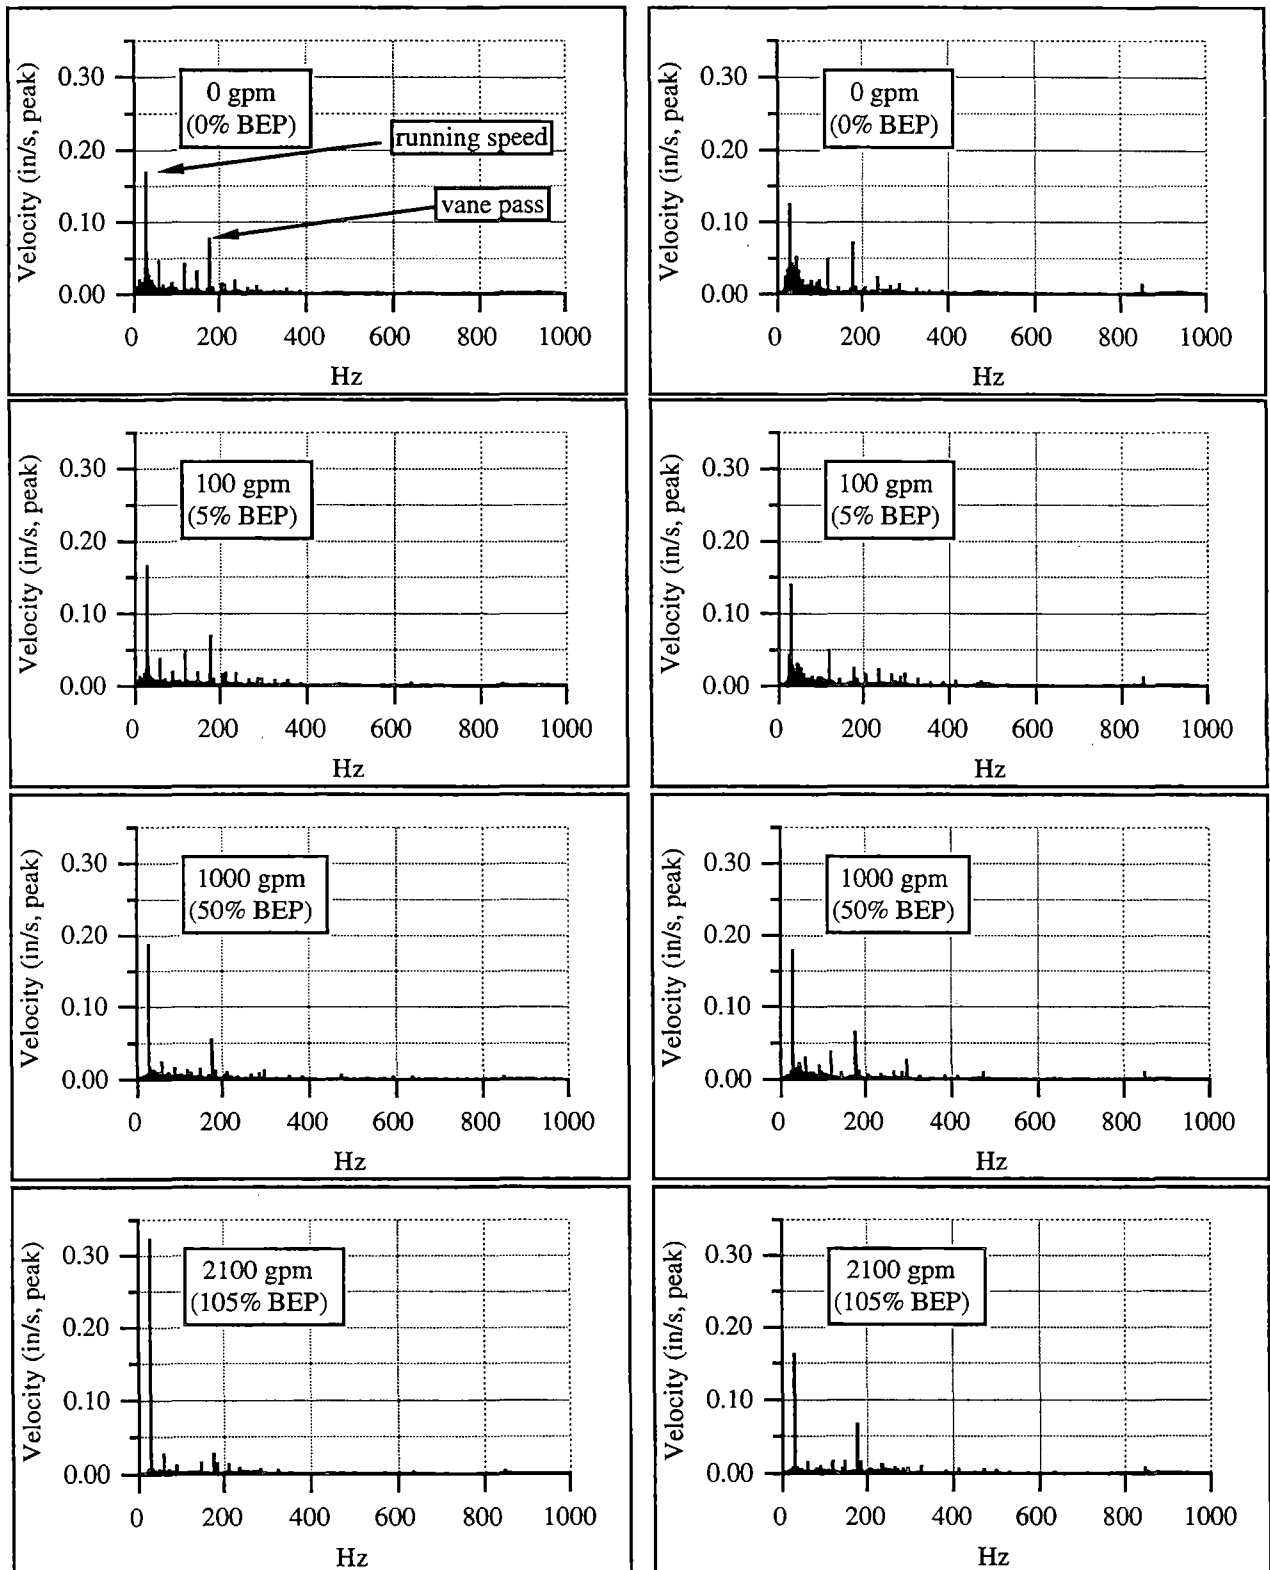 Velocity (in/s, peak)
0.30
0.20
0.10
0.00
0 gpm
(0% BEP)
running speed
vane pass
0 200 400 600 800 1000
Hz
Velocity (in/s, peak)
0.30
0.20
0.10
0.00
0 gpm
(0% BEP)
0 200 400 600 800 1000
Hz
Velocity (in/s, peak)
0.30
0.20
0.10
0.00
100 gpm
(5% BEP)
0 200 400 600 800 1000
Hz
Velocity (in/s, peak)
0.30
0.20
0.10
0.00
100 gpm
(5% BEP)
0 200 400 600 800 1000
Hz
Velocity (in/s, peak)
0.30
0.20
0.10
0.00
1000 gpm
(50% BEP)
0 200 400 600 800 1000
Hz
Velocity (in/s, peak)
0.30
0.20
0.10
0.00
1000 gpm
(50% BEP)
0 200 400 600 800 1000
Hz
Velocity (in/s, peak)
0.30
0.20
0.10
0.00
2100 gpm
(105% BEP)
0 200 400 600 800 1000
Hz
Velocity (in/s, peak)
0.30
0.20
0.10
0.00
2100 gpm
(105% BEP)
0 200 400 600 800 1000
Hz